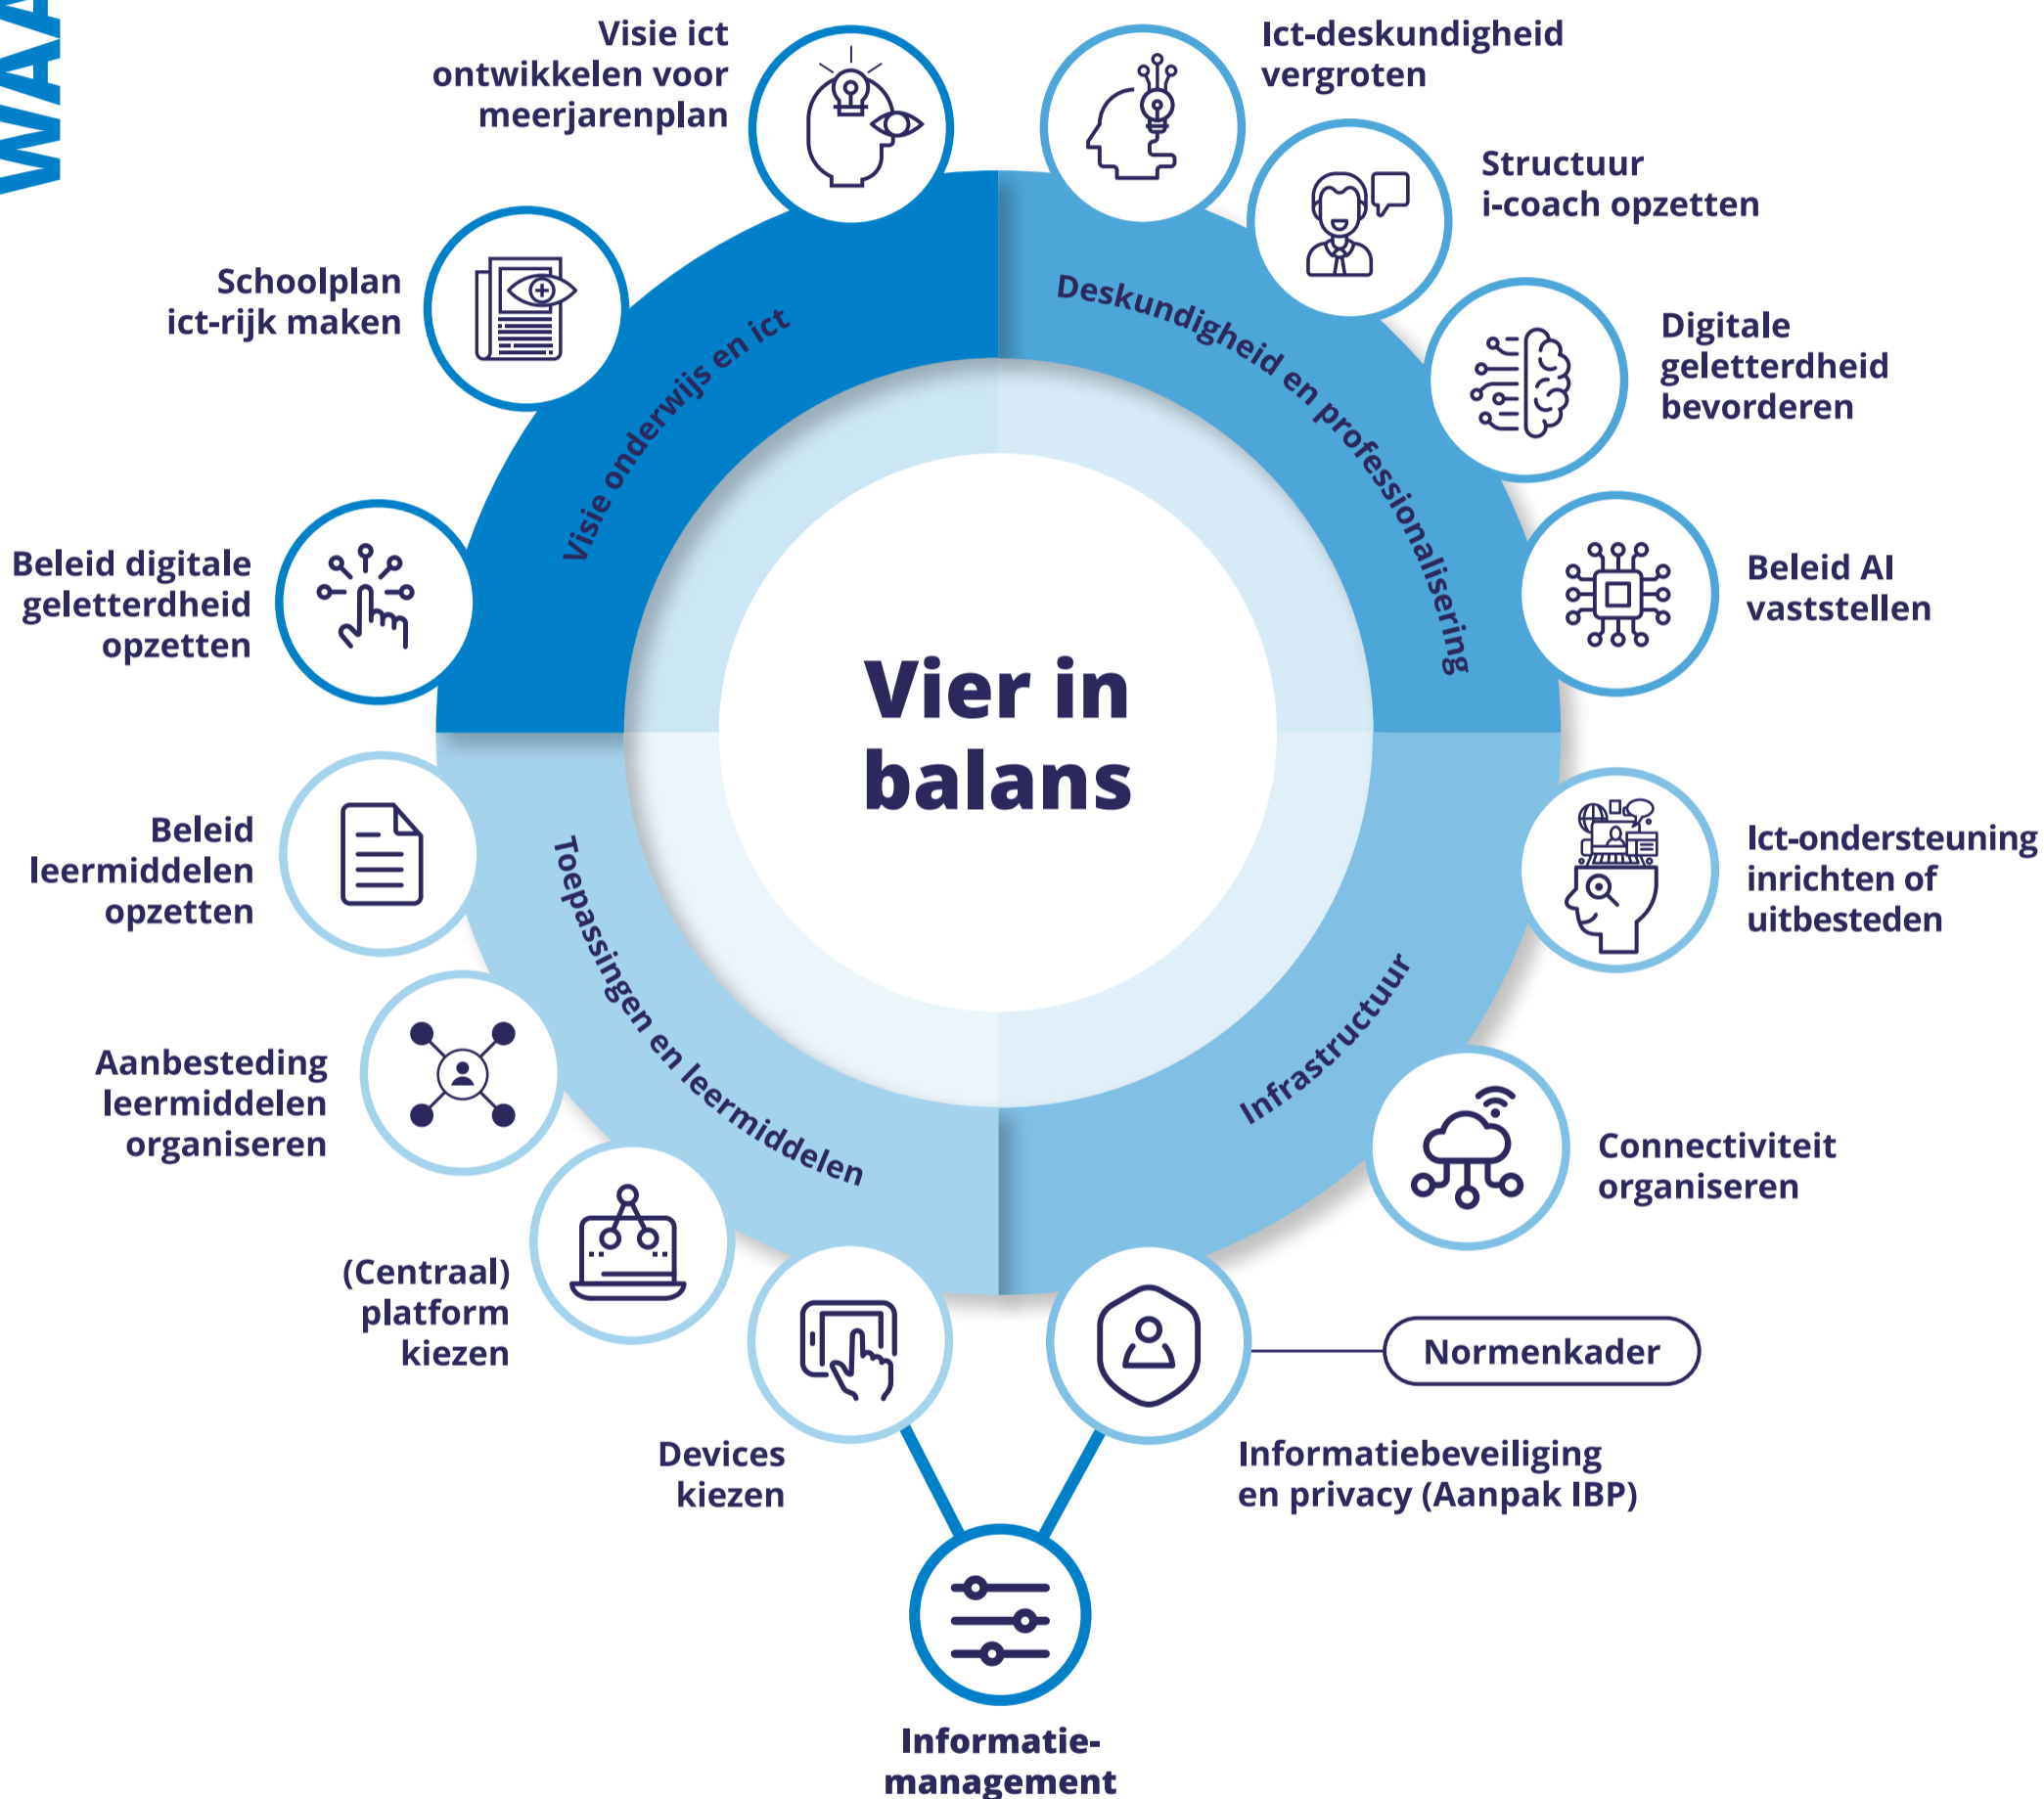 WAA
Visie ict
ontwikkelen voor
meerjarenplan
Ict-deskundigheid
vergroten
Structuur
i-coach opzetten
Schoolplan
ict-rijk maken
Digitale
geletterdheid
bevorderen
Visie onderwijs en ict
Deskundigheid en professionalisering
Beleid digitale
geletterdheid
opzetten
Beleid AI
vaststellen
Vier in
balans
Beleid
leermiddelen
opzetten
Ict-ondersteuning
inrichten of
uitbesteden
Toepassingen en leermiddelen
Infrastructuur
Aanbesteding
leermiddelen
organiseren
Connectiviteit
organiseren
(Centraal)
platform
kiezen
Normenkader
Devices
kiezen
Informatiebeveiliging
en privacy (Aanpak IBP)
Informatie-
management